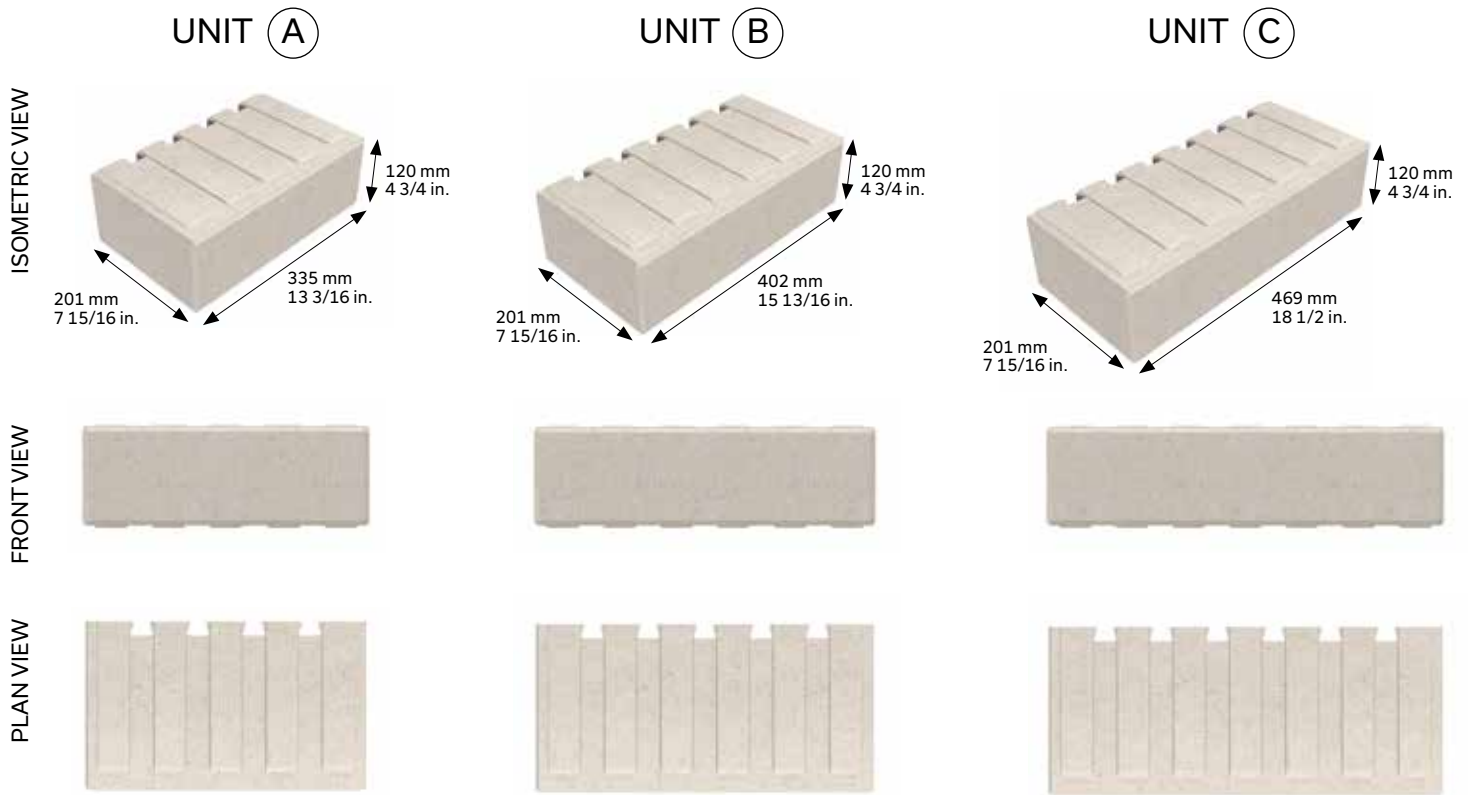 UNIT A
UNIT B
UNIT C
ISOMETRIC VIEW
120 mm
4 3/4 in.
335 mm
13 3/16 in.
201 mm
7 15/16 in.
120 mm
4 3/4 in.
402 mm
15 13/16 in.
201 mm
7 15/16 in.
120 mm
4 3/4 in.
469 mm
18 1/2 in.
201 mm
7 15/16 in.
FRONT VIEW
PLAN VIEW